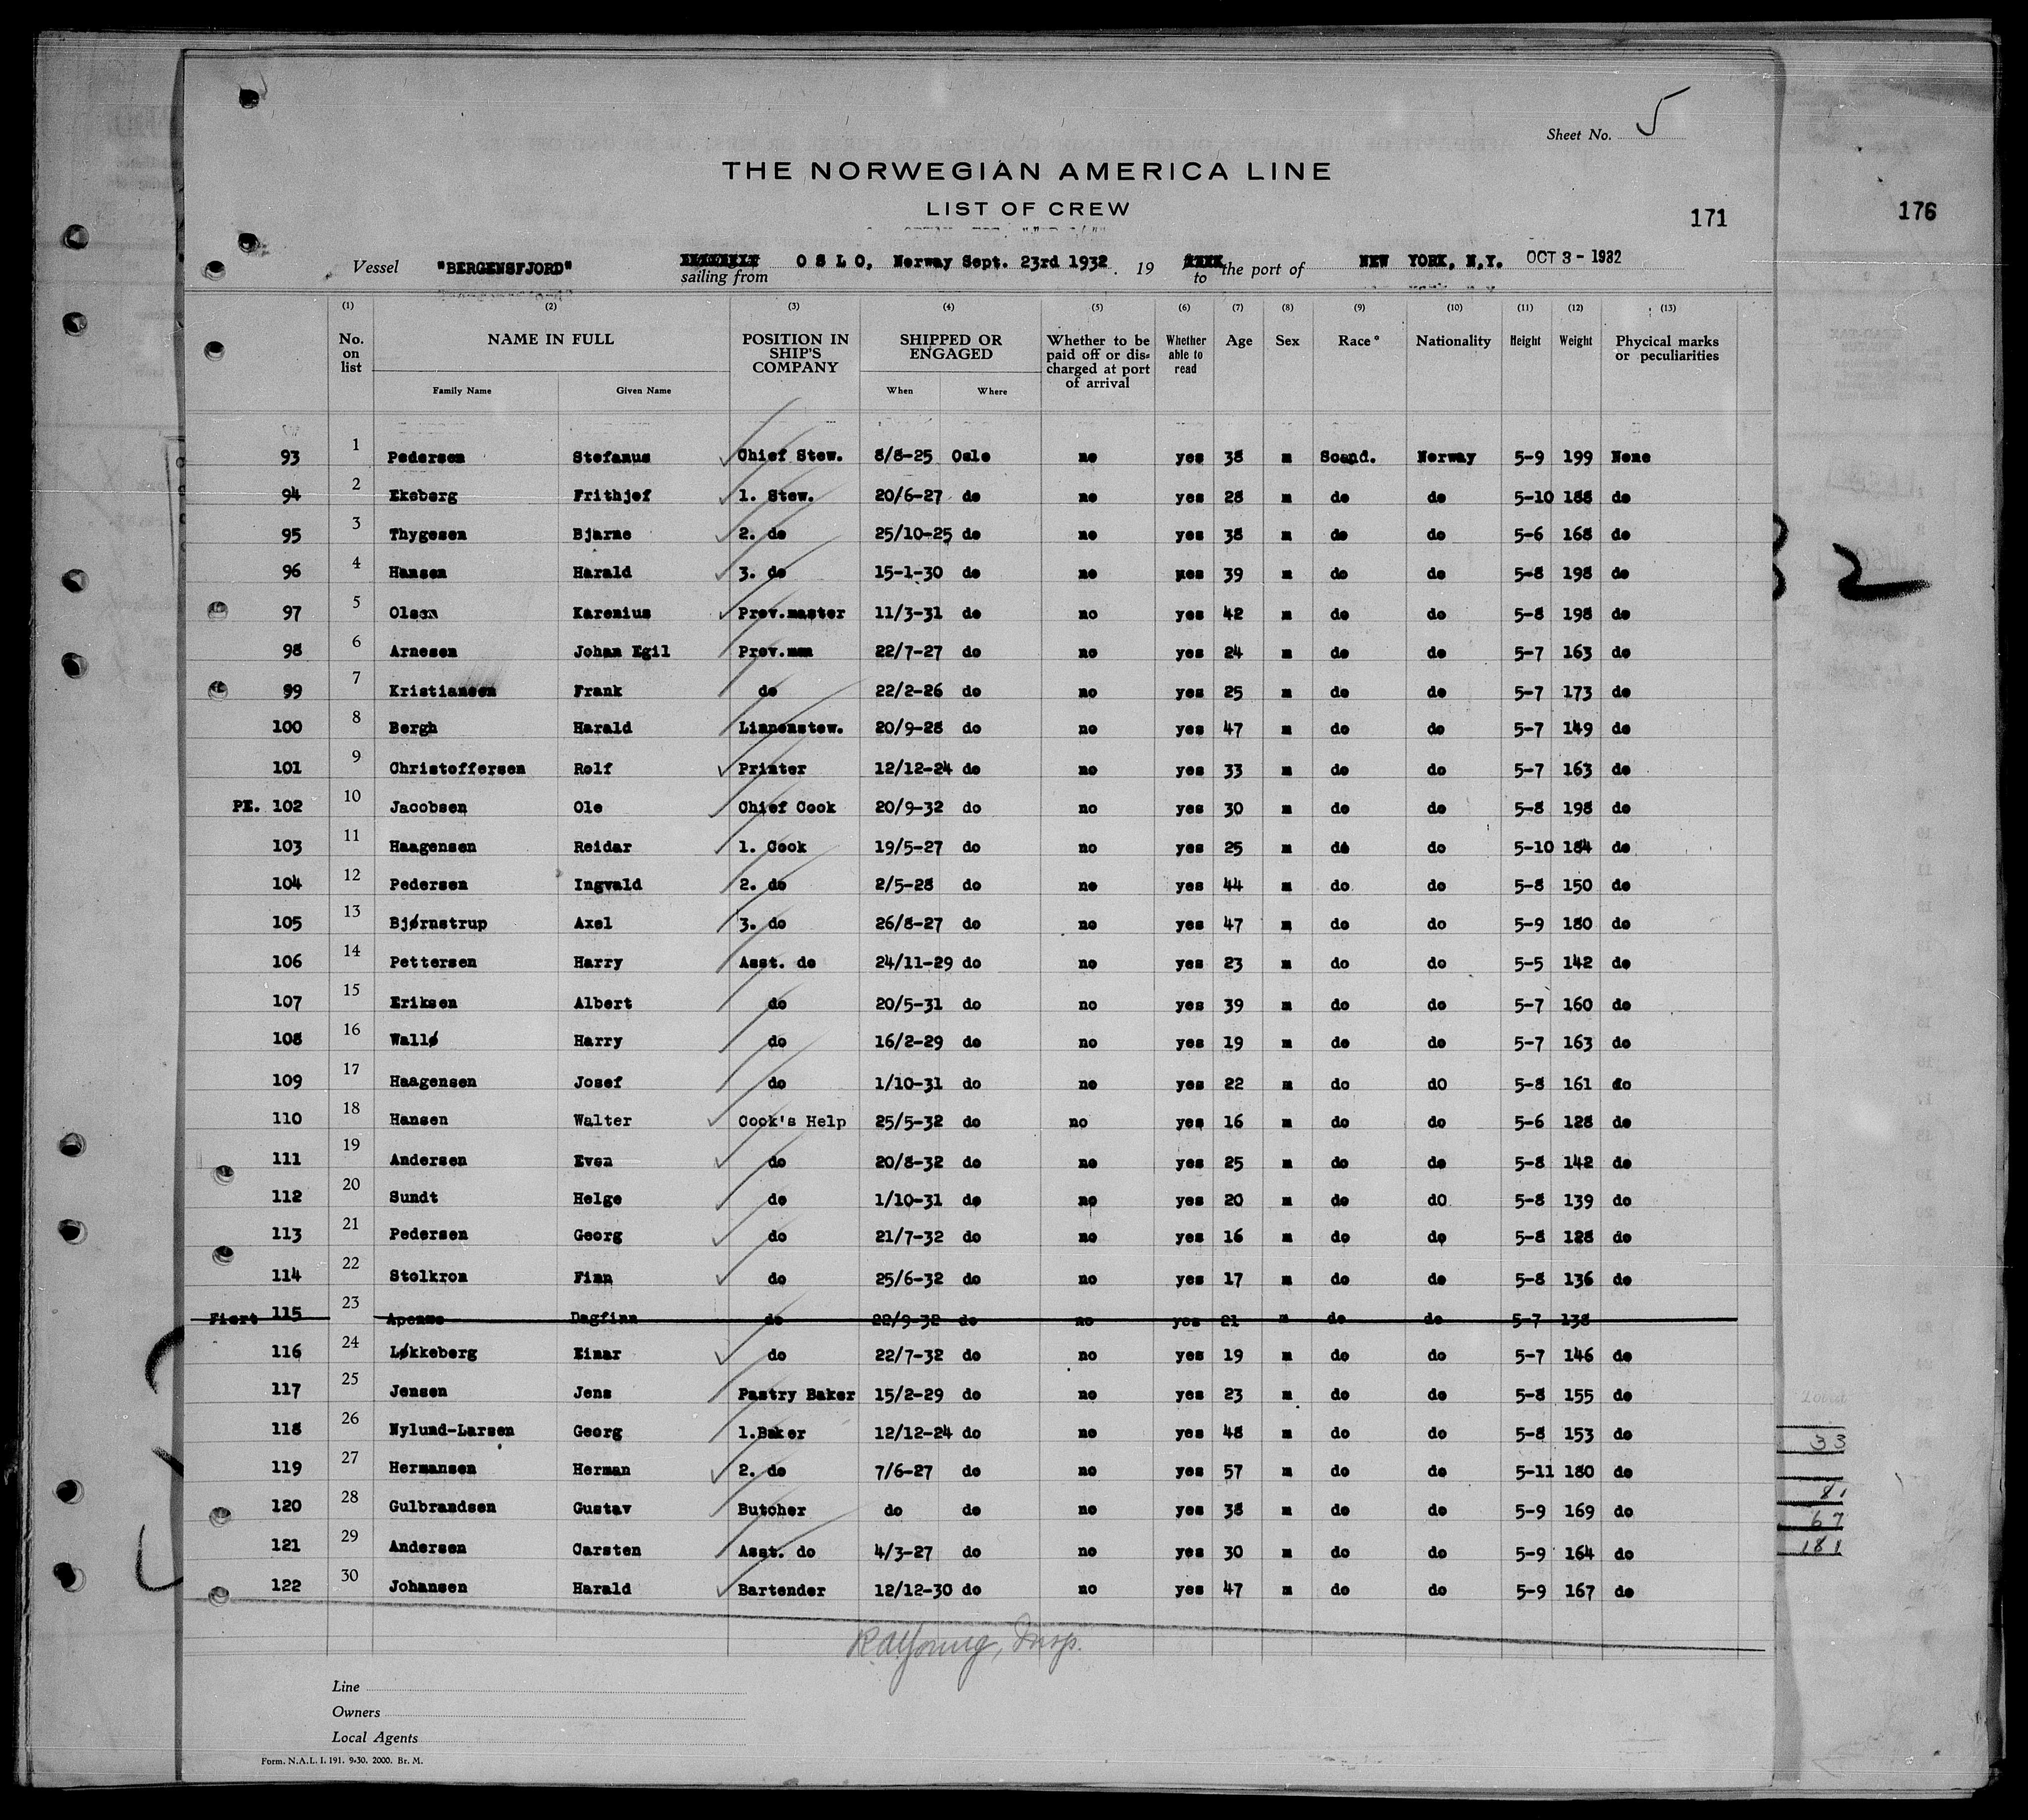 Sheet No. 5
THE NORWEGIAN AMERICA LINE
LIST OF CREW
171
176
Vessel "BERGENSFJORD" sailing from O S L O, Norway Sept. 23rd 1932. 19 to the port of NEW YORK, N.Y. OCT 3 - 1932
(1) (2) (3) (4) (5) (6) (7) (8) (9) (10) (11) (12) (13)
No. on list NAME IN FULL POSITION IN SHIP'S COMPANY SHIPPED OR ENGAGED Whether to be paid off or discharged at port of arrival Whether able to read Age Sex Race* Nationality Height Weight Physical marks or peculiarities
Family Name Given Name When Where
93 1 Pedersen Stefanus Chief Stew. 8/8-25 Oslo no yes 38 m Scand. Norway 5-9 199 None
94 2 Ekeberg Frithjof 1. Stew. 20/6-27 do no yes 28 m do do 5-10 188 do
95 3 Thygesen Bjarne 2. do 25/10-25 do no yes 38 m do do 5-6 168 do
96 4 Hansen Harald 3. do 15-1-30 do no yes 39 m do do 5-8 198 do
97 5 Olsen Karenius Prov.master 11/3-31 do no yes 42 m do do 5-8 198 do
98 6 Arnesen Johan Egil Prov.man 22/7-27 do no yes 24 m do do 5-7 163 do
99 7 Kristiansen Frank do 22/2-26 do no yes 25 m do do 5-7 173 do
100 8 Bergh Harald Linnenstew. 20/9-28 do no yes 47 m do do 5-7 149 do
101 9 Christoffersen Rolf Printer 12/12-24 do no yes 33 m do do 5-7 163 do
PE. 102 10 Jacobsen Ole Chief Cook 20/9-32 do no yes 30 m do do 5-8 198 do
103 11 Haagensen Reidar 1. Cook 19/5-27 do no yes 25 m do do 5-10 184 do
104 12 Pedersen Ingvald 2. do 2/5-28 do no yes 44 m do do 5-8 150 do
105 13 Bjørnstrup Axel 3. do 26/8-27 do no yes 47 m do do 5-9 180 do
106 14 Pettersen Harry Asst. do 24/11-29 do no yes 23 m do do 5-5 142 do
107 15 Eriksen Albert do 20/5-31 do no yes 39 m do do 5-7 160 do
108 16 Wallø Harry do 16/2-29 do no yes 19 m do do 5-7 163 do
109 17 Haagensen Josef do 1/10-31 do no yes 22 m do dO 5-8 161 do
110 18 Hansen Walter Cook's Help 25/5-32 do no yes 16 m do do 5-6 128 do
111 19 Andersen Even do 20/8-32 do no yes 25 m do do 5-8 142 do
112 20 Sundt Helge do 1/10-31 do no yes 20 m do dO 5-8 139 do
113 21 Pedersen Georg do 21/7-32 do no yes 16 m do do 5-8 128 do
114 22 Stolkron Finn do 25/6-32 do no yes 17 m do do 5-8 136 do
115 23 Dagfinn do 22/9-32 do no yes 21 m do do 5-7 138
116 24 Løkkeberg Einar do 22/7-32 do no yes 19 m do do 5-7 146 do
117 25 Jensen Jens Pastry Baker 15/2-29 do no yes 23 m do do 5-8 155 do
118 26 Nylund-Larsen Georg 1.Baker 12/12-24 do no yes 48 m do do 5-8 153 do
119 27 Hermansen Herman 2. do 7/6-27 do no yes 57 m do do 5-11 180 do
120 28 Gulbrandsen Gustav Butcher do do no yes 38 m do do 5-9 169 do
121 29 Andersen Carsten Asst. do 4/3-27 do no yes 30 m do do 5-9 164 do
122 30 Johansen Harald Bartender 12/12-30 do no yes 47 m do do 5-9 167 do
2
33
81
67
181
RAYoung, Insp.
Line
Owners
Local Agents
Form. N.A.L. I. 191. 9-30. 2000. Br. M.